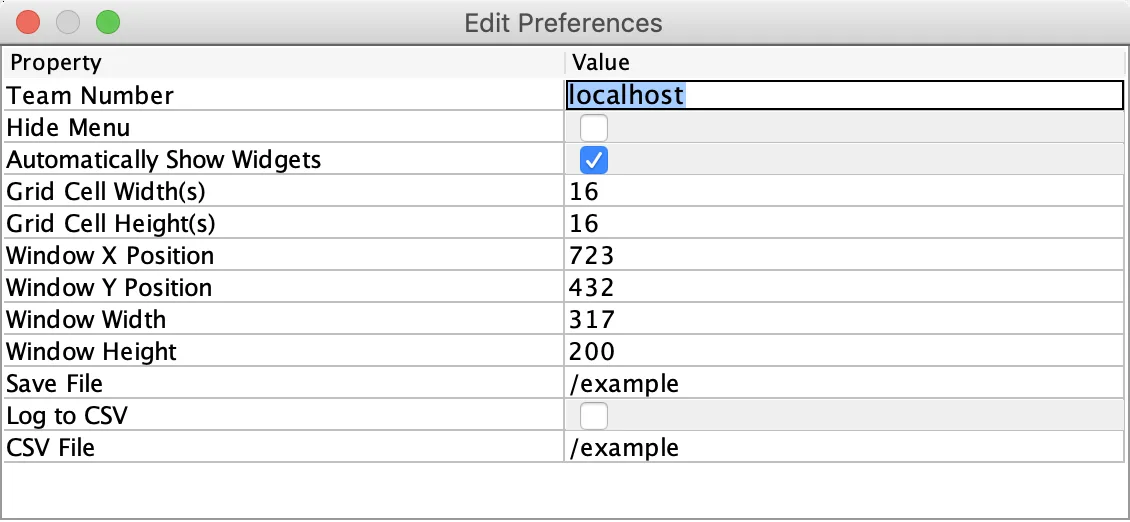 Edit Preferences
Property Value
Team Number localhost
Hide Menu
Automatically Show Widgets
Grid Cell Width(s) 16
Grid Cell Height(s) 16
Window X Position 723
Window Y Position 432
Window Width 317
Window Height 200
Save File /example
Log to CSV
CSV File /example